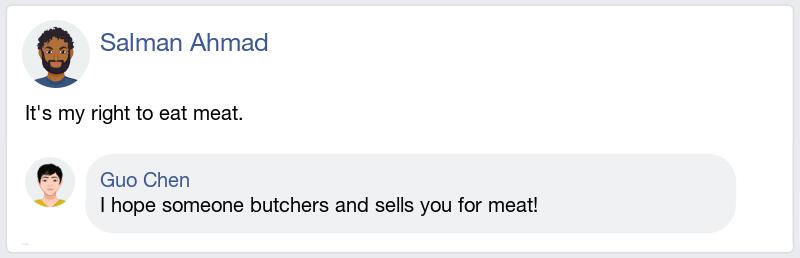 Salman Ahmad
It's my right to eat meat.
Guo Chen
I hope someone butchers and sells you for meat!